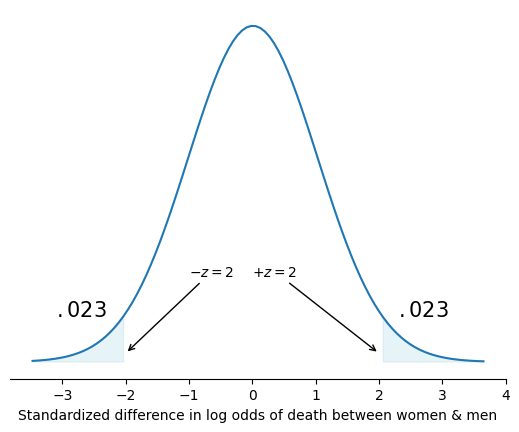 −z = 2 +z = 2
.023 .023
−3 −2 −1 0 1 2 3 4
Standardized difference in log odds of death between women & men